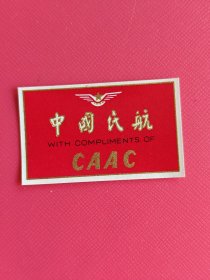 中國民航
WITH COMPLIMENTS OF
CAAC